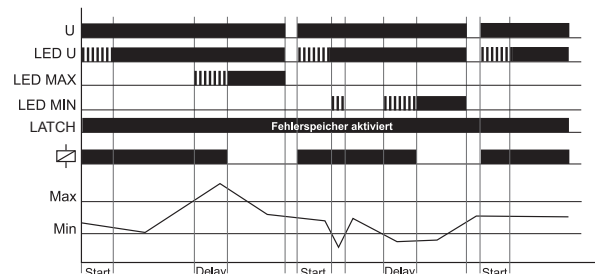 U
LED U
LED MAX
LED MIN
LATCH
Fehlerspeicher aktiviert
Max
Min
Start
Delay
Start
Delay
Start